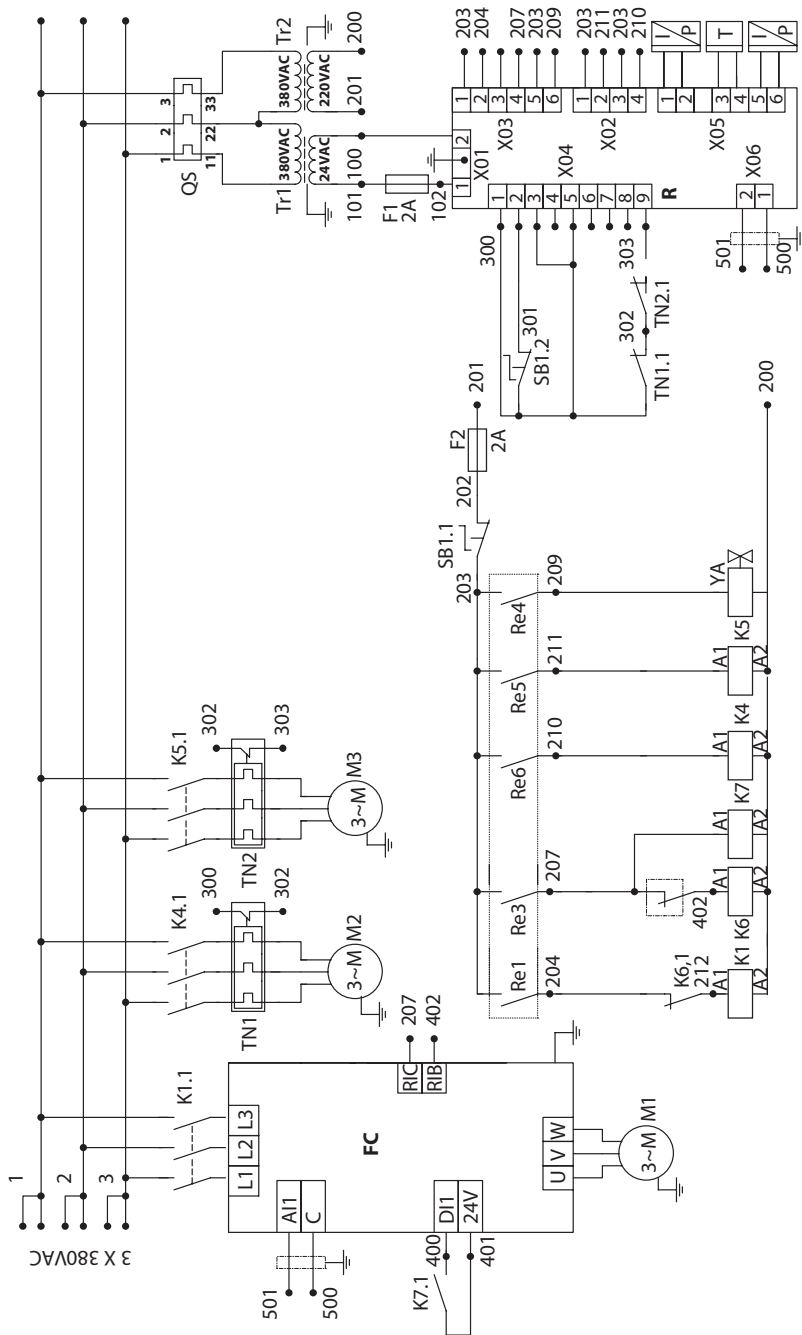 3 X 380VAC
1
2
3
K1.1
K4.1
K5.1
QS
1
2
3
11
22
33
L1
L2
L3
AI1
C
501
500
FC
RIC
207
RIB
402
DI1
24V
400
401
K7.1
U
V
W
3~M
M1
TN1
300
302
3~M
M2
TN2
302
303
3~M
M3
Tr1
380VAC
24VAC
Tr2
380VAC
220VAC
101
100
201
200
F1
2A
102
1
2
X01
X03
1
2
3
4
5
6
203
204
207
203
209
X02
1
2
3
4
203
211
203
210
X04
1
2
3
4
5
6
7
8
9
300
303
X05
1
2
3
4
5
6
I
P
T
I
P
R
X06
2
1
501
500
SB1.2
301
TN1.1
302
TN2.1
201
F2
2A
202
SB1.1
203
Re1
Re3
Re6
Re5
Re4
204
207
210
211
209
K6,1
212
402
A1
A2
K1
A1
A2
K6
A1
A2
K7
A1
A2
K4
A1
A2
K5
YA
200